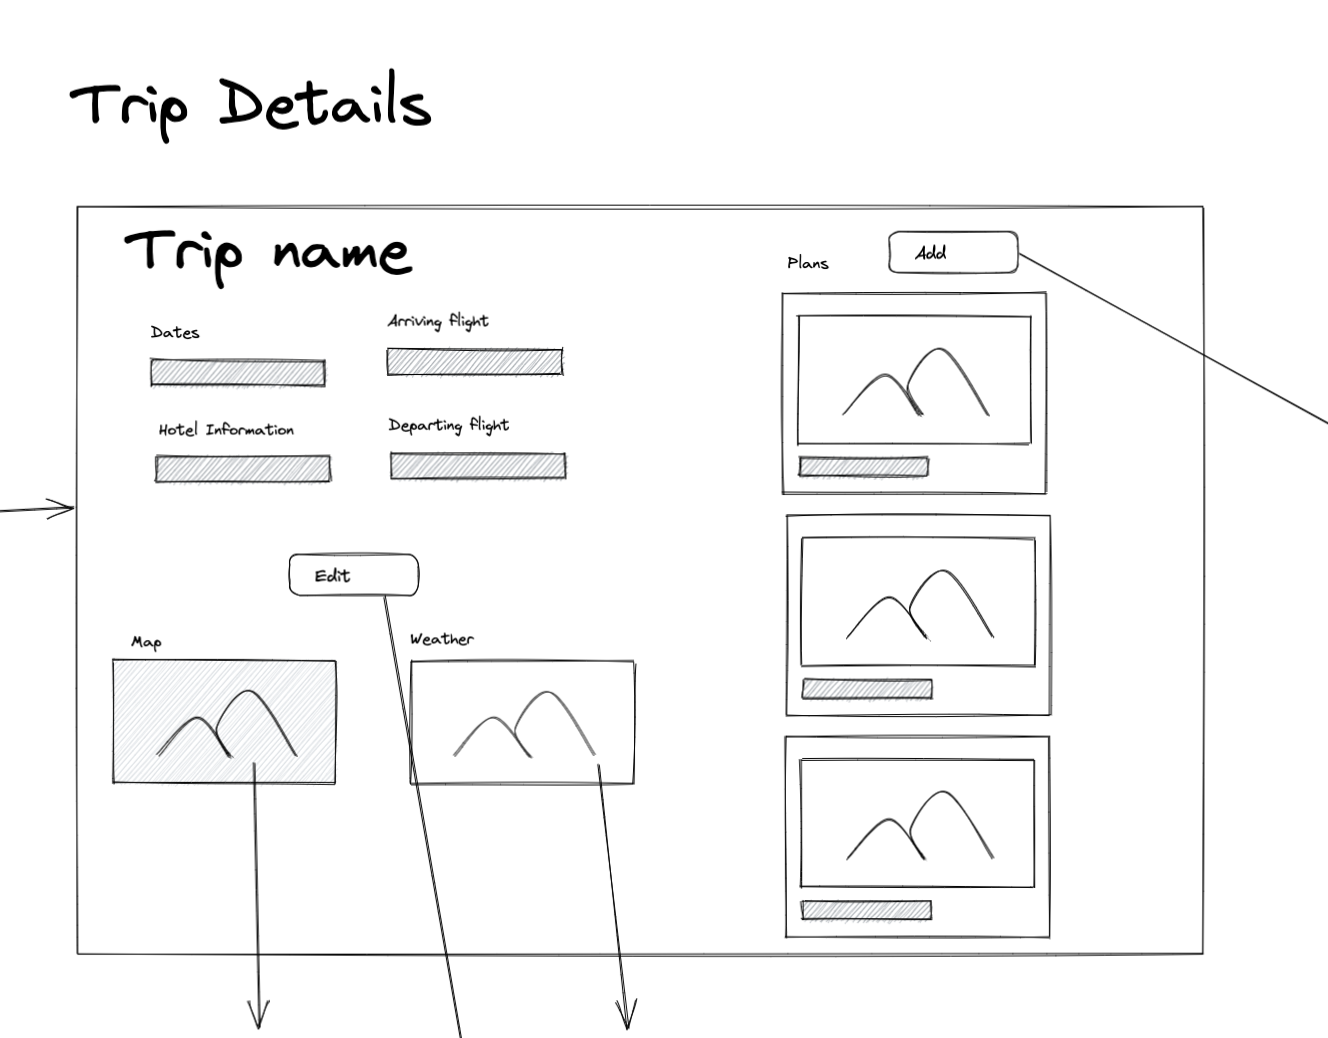 Trip Details
Trip name
Dates
Arriving flight
Hotel Information
Departing flight
Edit
Map
Weather
Plans
Add